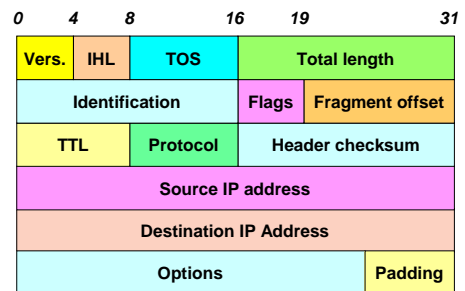 0 4 8 16 19 31
Vers. IHL TOS Total length
Identification Flags Fragment offset
TTL Protocol Header checksum
Source IP address
Destination IP Address
Options Padding